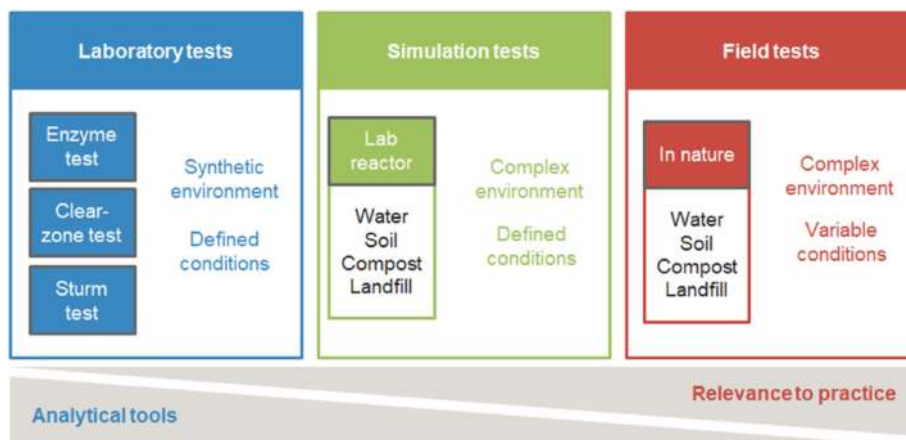 Laboratory tests
Enzyme
test
Clear-
zone test
Sturm
test
Synthetic
environment
Defined
conditions
Simulation tests
Lab
reactor
Water
Soil
Compost
Landfill
Complex
environment
Defined
conditions
Field tests
In nature
Water
Soil
Compost
Landfill
Complex
environment
Variable
conditions
Analytical tools
Relevance to practice